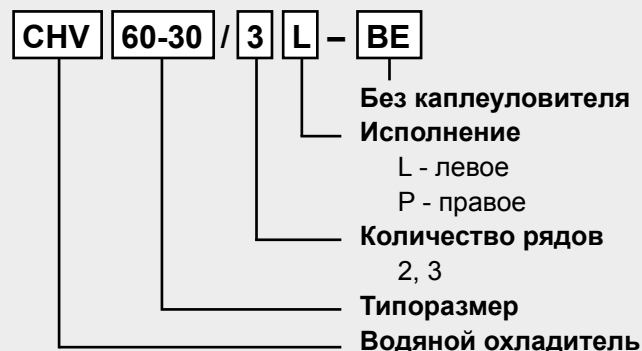 CHV 60-30 / 3 L – BE
Без каплеуловителя
Исполнение
L - левое
P - правое
Количество рядов
2, 3
Типоразмер
Водяной охладитель